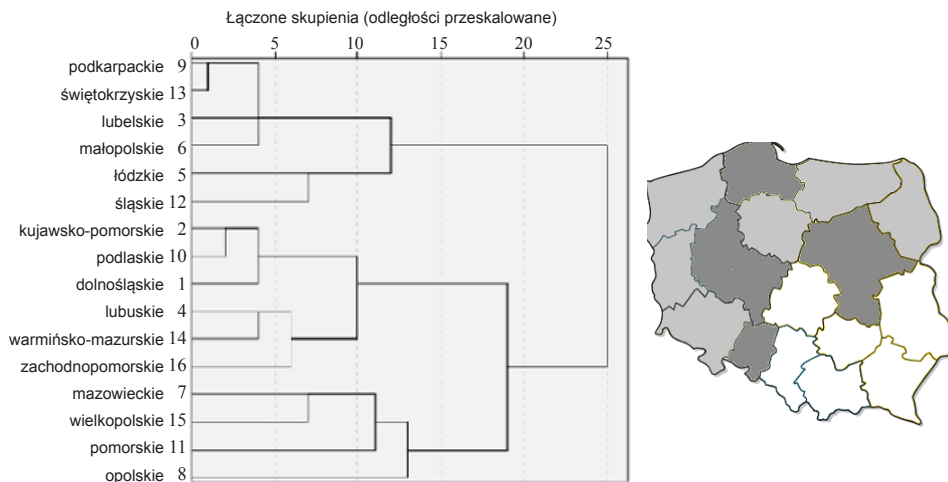 Łączone skupienia (odległości przeskalowane)
0 5 10 15 20 25
podkarpackie 9
świętokrzyskie 13
lubelskie 3
małopolskie 6
łódzkie 5
śląskie 12
kujawsko-pomorskie 2
podlaskie 10
dolnośląskie 1
lubuskie 4
warmińsko-mazurskie 14
zachodnopomorskie 16
mazowieckie 7
wielkopolskie 15
pomorskie 11
opolskie 8